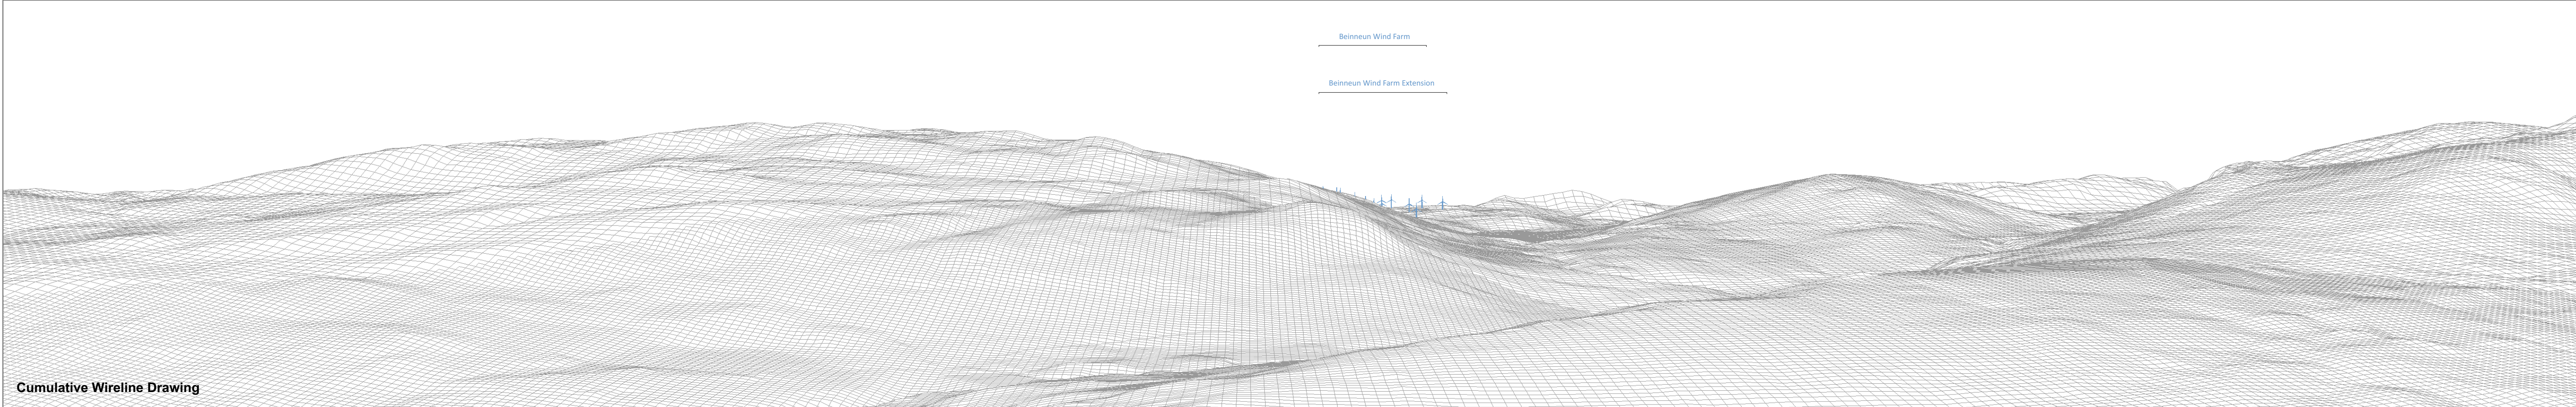 Beinneun Wind Farm
Beinneun Wind Farm Extension
Cumulative Wireline Drawing